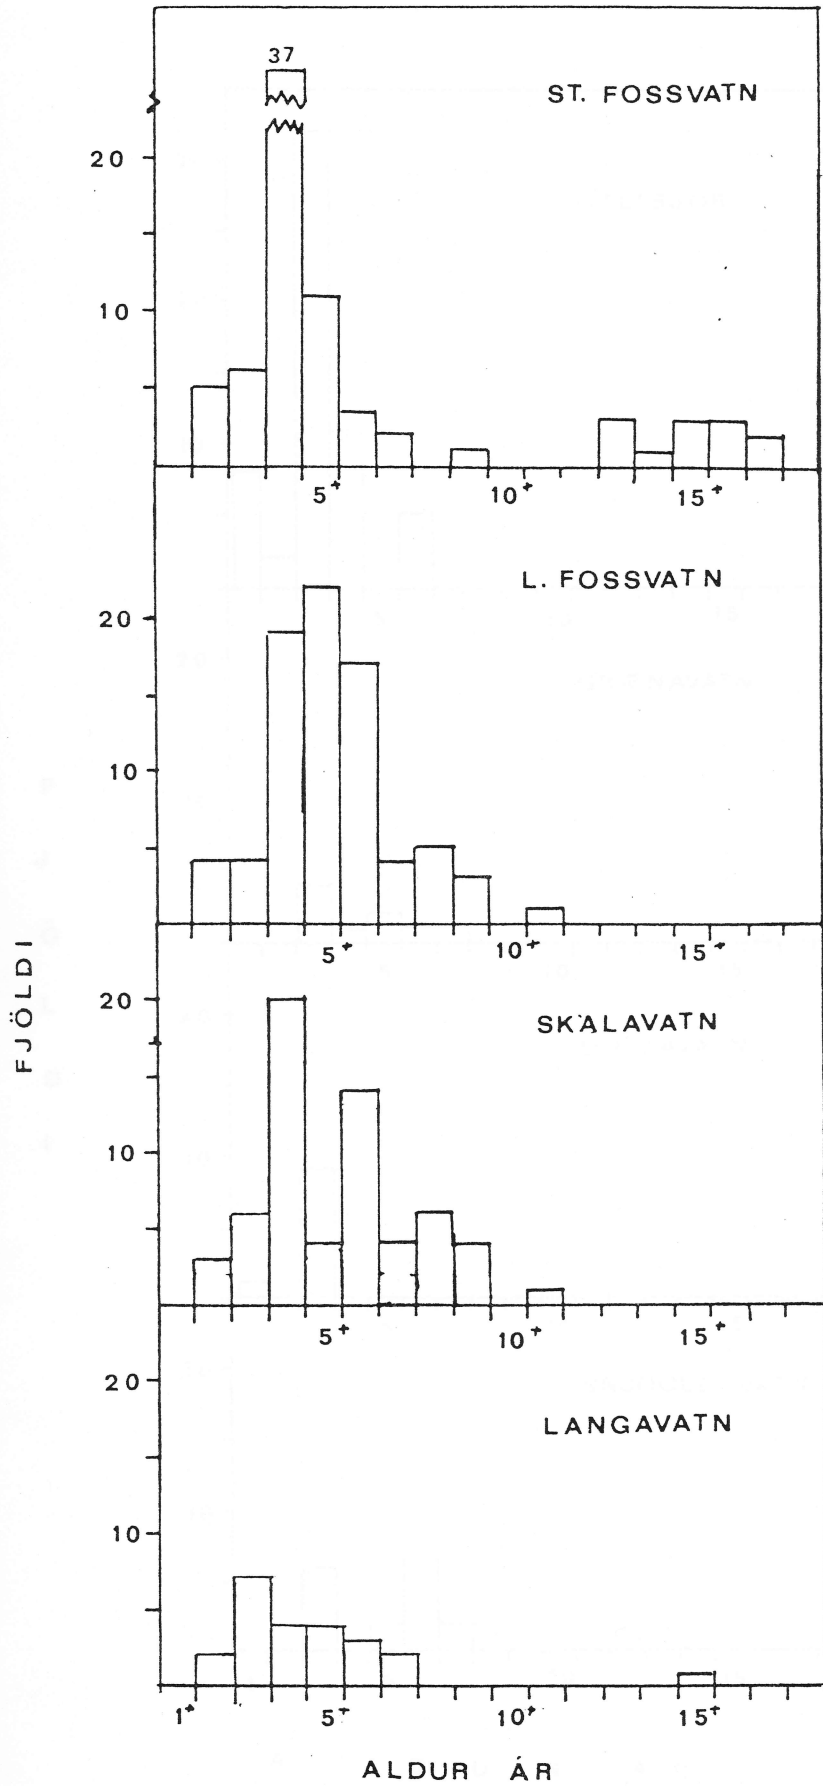 37
ST. FOSSVATN
20
10
5+ 10+ 15+
L. FOSSVATN
20
10
5+ 10+ 15+
FJÖLDI
SKÁLAVATN
20
10
5+ 10+ 15+
LANGAVATN
20
10
1+ 5+ 10+ 15+
ALDUR ÁR